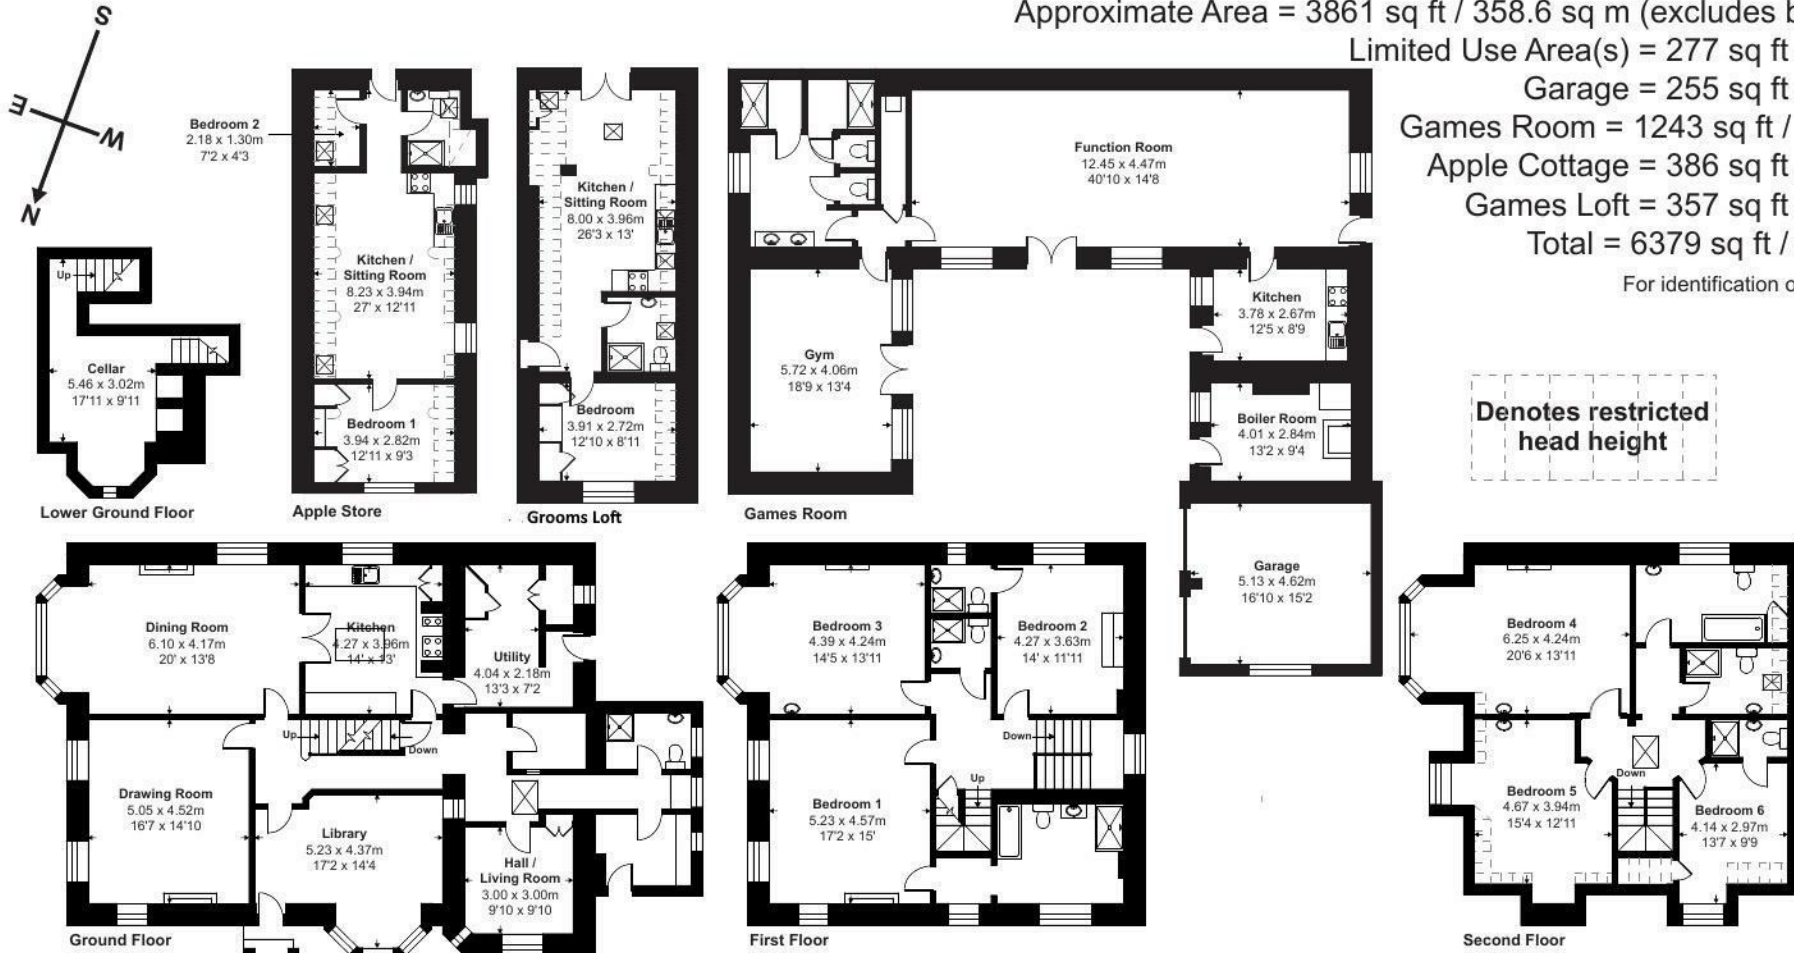 Approximate Area = 3861 sq ft / 358.6 sq m (excludes
Limited Use Area(s) = 277 sq ft
Garage = 255 sq ft
Games Room = 1243 sq ft /
Apple Cottage = 386 sq ft
Games Loft = 357 sq ft
Total = 6379 sq ft /
For identification
S
E
W
N
Up
Cellar
5.46 x 3.02m
17'11 x 9'11
Lower Ground Floor
Bedroom 2
2.18 x 1.30m
7'2 x 4'3
Kitchen /
Sitting Room
8.23 x 3.94m
27' x 12'11
Bedroom 1
3.94 x 2.82m
12'11 x 9'3
Apple Store
Kitchen /
Sitting Room
8.00 x 3.96m
26'3 x 13'
Bedroom
3.91 x 2.72m
12'10 x 8'11
Grooms Loft
Function Room
12.45 x 4.47m
40'10 x 14'8
Gym
5.72 x 4.06m
18'9 x 13'4
Kitchen
3.78 x 2.67m
12'5 x 8'9
Boiler Room
4.01 x 2.84m
13'2 x 9'4
Games Room
Garage
5.13 x 4.62m
16'10 x 15'2
Denotes restricted
head height
Dining Room
6.10 x 4.17m
20' x 13'8
Kitchen
4.27 x 3.96m
14' x 13'
Utility
4.04 x 2.18m
13'3 x 7'2
Up
Down
Drawing Room
5.05 x 4.52m
16'7 x 14'10
Library
5.23 x 4.37m
17'2 x 14'4
Hall /
Living Room
3.00 x 3.00m
9'10 x 9'10
Ground Floor
Bedroom 3
4.39 x 4.24m
14'5 x 13'11
Bedroom 2
4.27 x 3.63m
14' x 11'11
Down
Up
Bedroom 1
5.23 x 4.57m
17'2 x 15'
First Floor
Bedroom 4
6.25 x 4.24m
20'6 x 13'11
Down
Bedroom 5
4.67 x 3.94m
15'4 x 12'11
Bedroom 6
4.14 x 2.97m
13'7 x 9'9
Second Floor